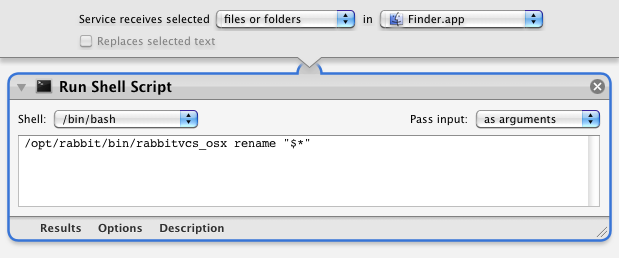 Service receives selected files or folders in Finder.app
Replaces selected text
Run Shell Script
Shell: /bin/bash Pass input: as arguments
/opt/rabbit/bin/rabbitvcs_osx rename "$*"
Results Options Description